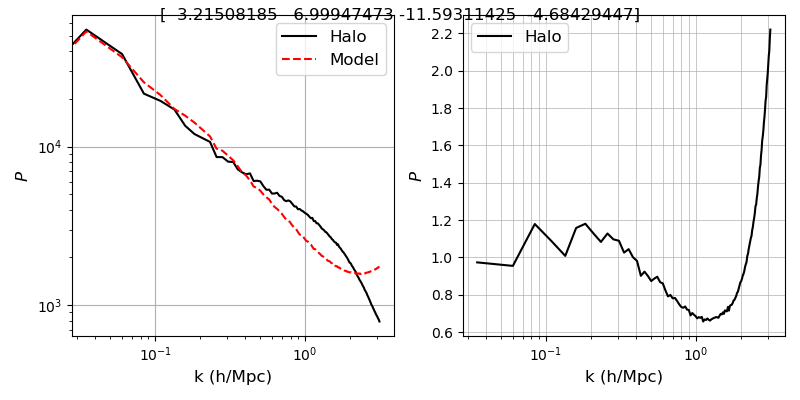 [ 3.21508185 6.99947473 -11.59311425 4.68429447]
Halo
Model
10^4
10^3
P
10^-1
10^0
k (h/Mpc)
Halo
2.2
2.0
1.8
1.6
1.4
1.2
1.0
0.8
0.6
P
10^-1
10^0
k (h/Mpc)